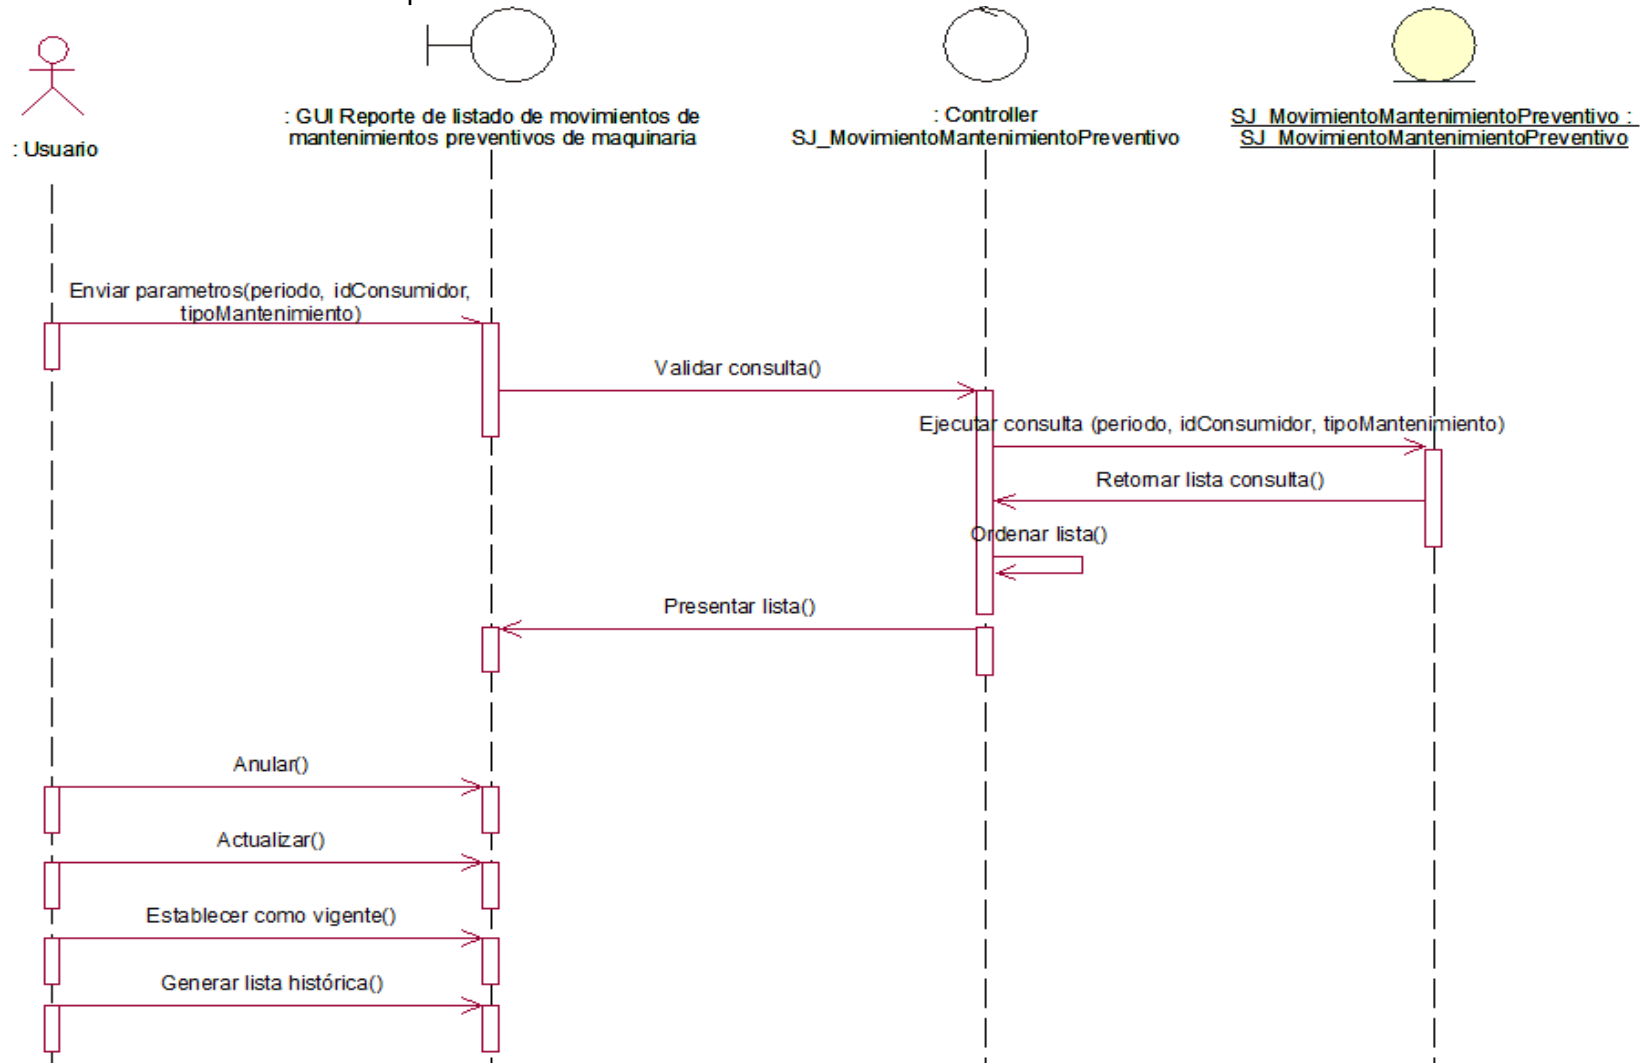 : Usuario
: GUI Reporte de listado de movimientos de
mantenimientos preventivos de maquinaria
: Controller
SJ_MovimientoMantenimientoPreventivo
SJ_MovimientoMantenimientoPreventivo :
SJ_MovimientoMantenimientoPreventivo
Enviar parametros(periodo, idConsumidor,
tipoMantenimiento)
Validar consulta()
Ejecutar consulta (periodo, idConsumidor, tipoMantenimiento)
Retornar lista consulta()
Ordenar lista()
Presentar lista()
Anular()
Actualizar()
Establecer como vigente()
Generar lista histórica()